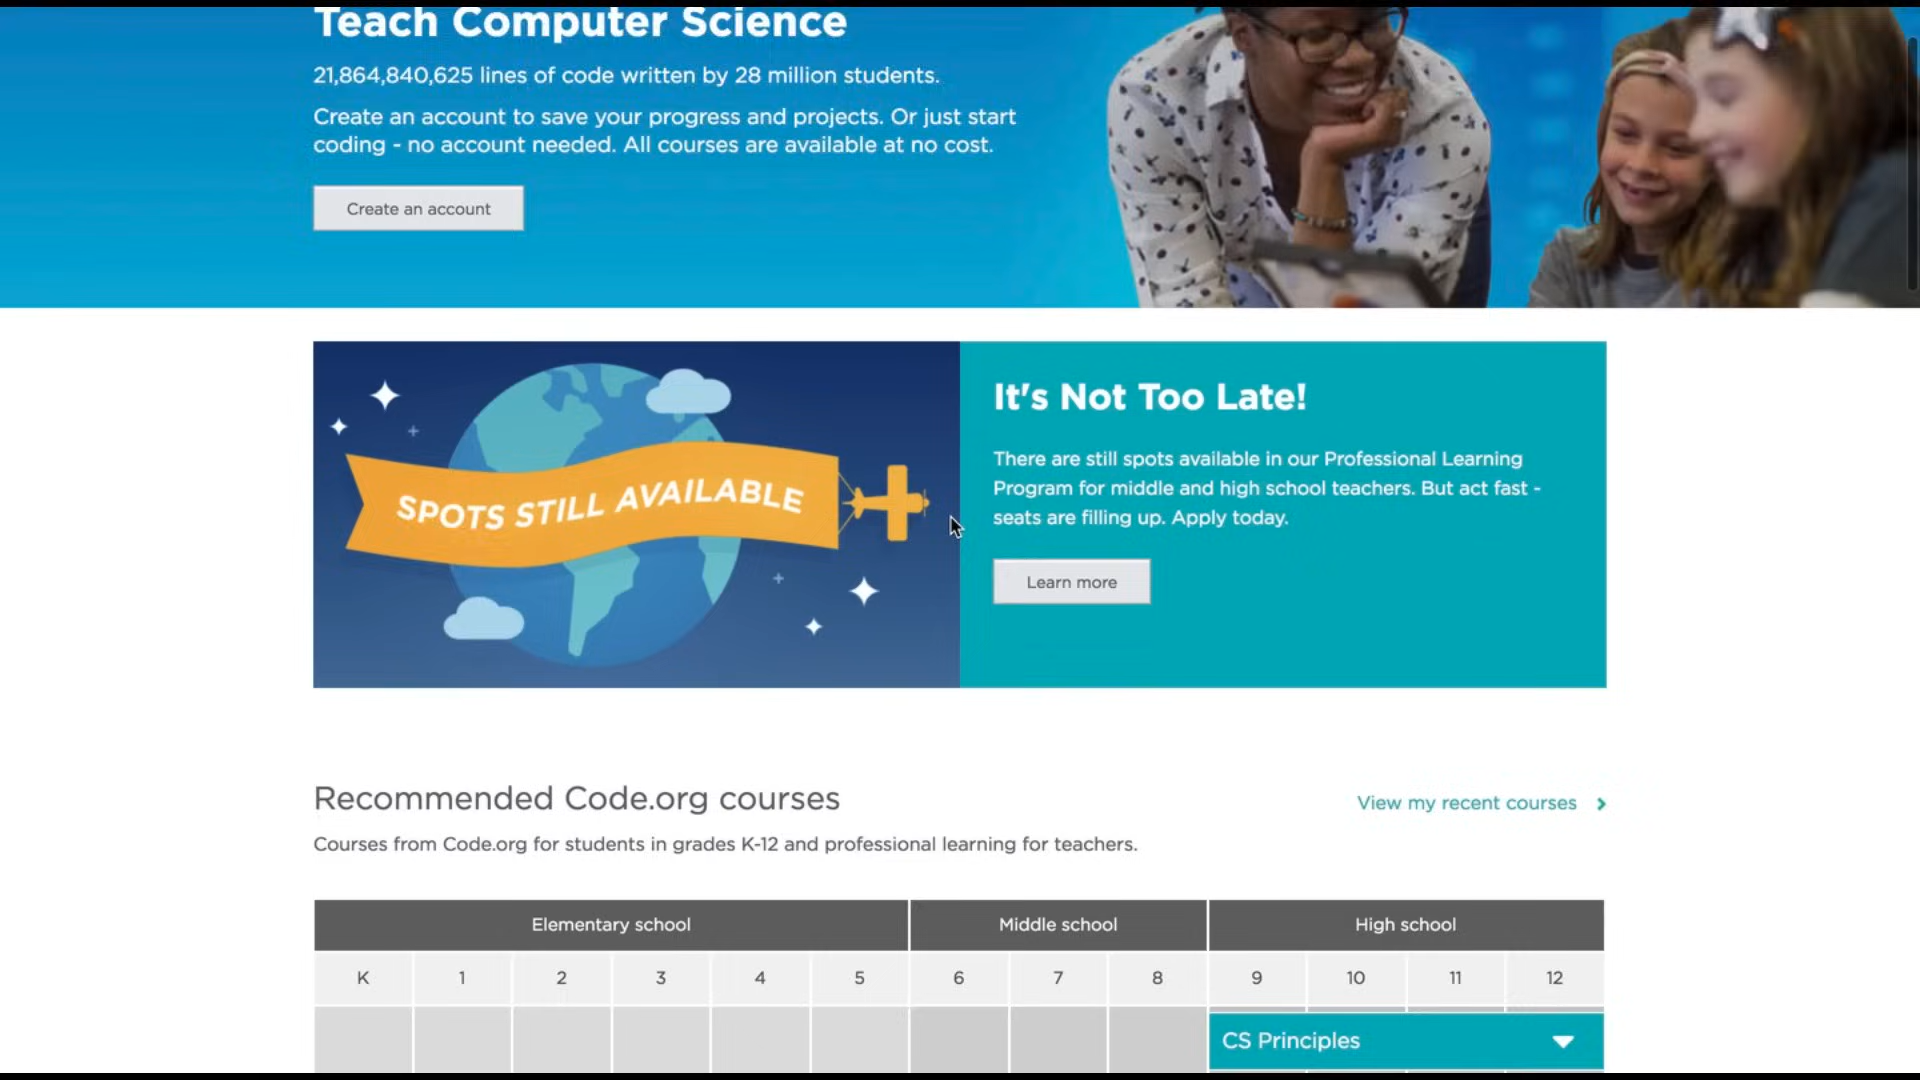 Teach Computer Science
21,864,840,625 lines of code written by 28 million students.
Create an account to save your progress and projects. Or just start
coding - no account needed. All courses are available at no cost.
Create an account
SPOTS STILL AVAILABLE
It's Not Too Late!
There are still spots available in our Professional Learning
Program for middle and high school teachers. But act fast -
seats are filling up. Apply today.
Learn more
Recommended Code.org courses
View my recent courses
Courses from Code.org for students in grades K-12 and professional learning for teachers.
Elementary school Middle school High school
K 1 2 3 4 5 6 7 8 9 10 11 12
CS Principles